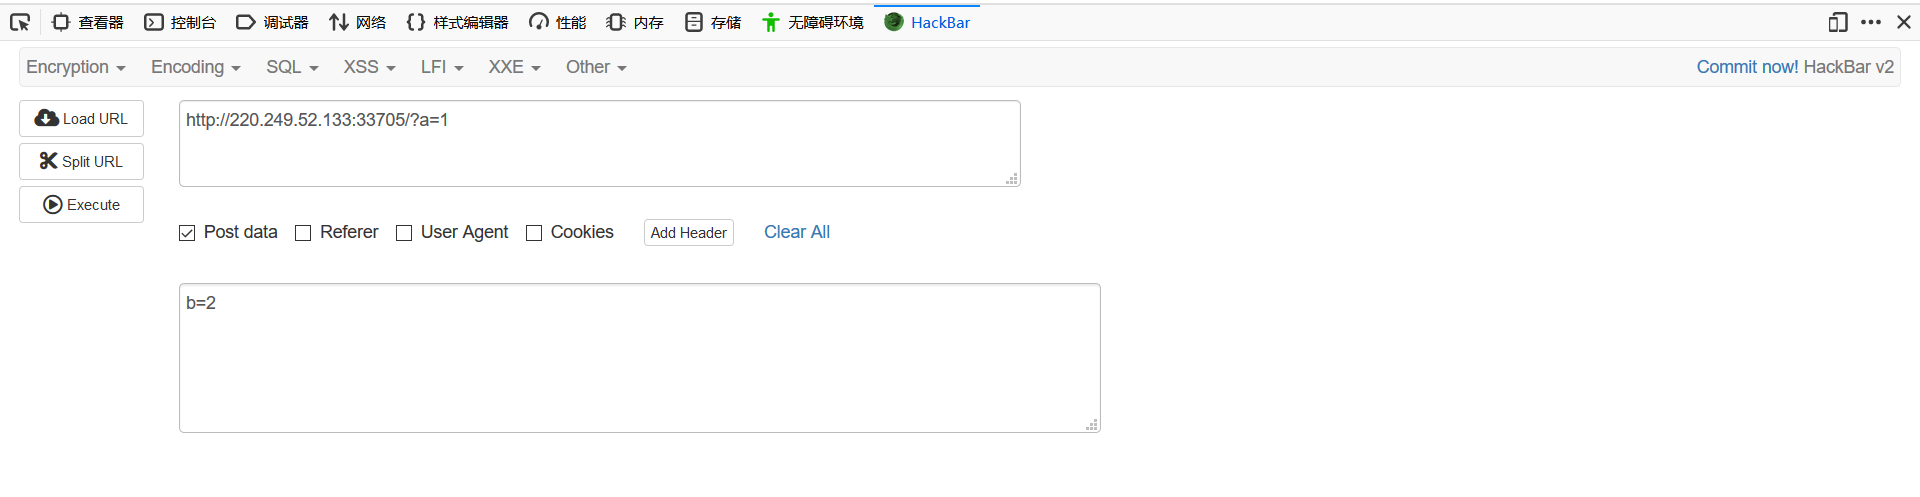 查看器 控制台 调试器 网络 样式编辑器 性能 内存 存储 无障碍环境 HackBar
Encryption Encoding SQL XSS LFI XXE Other Commit now! HackBar v2
Load URL
http://220.249.52.133:33705/?a=1
Split URL
Execute
Post data Referer User Agent Cookies Add Header Clear All
b=2